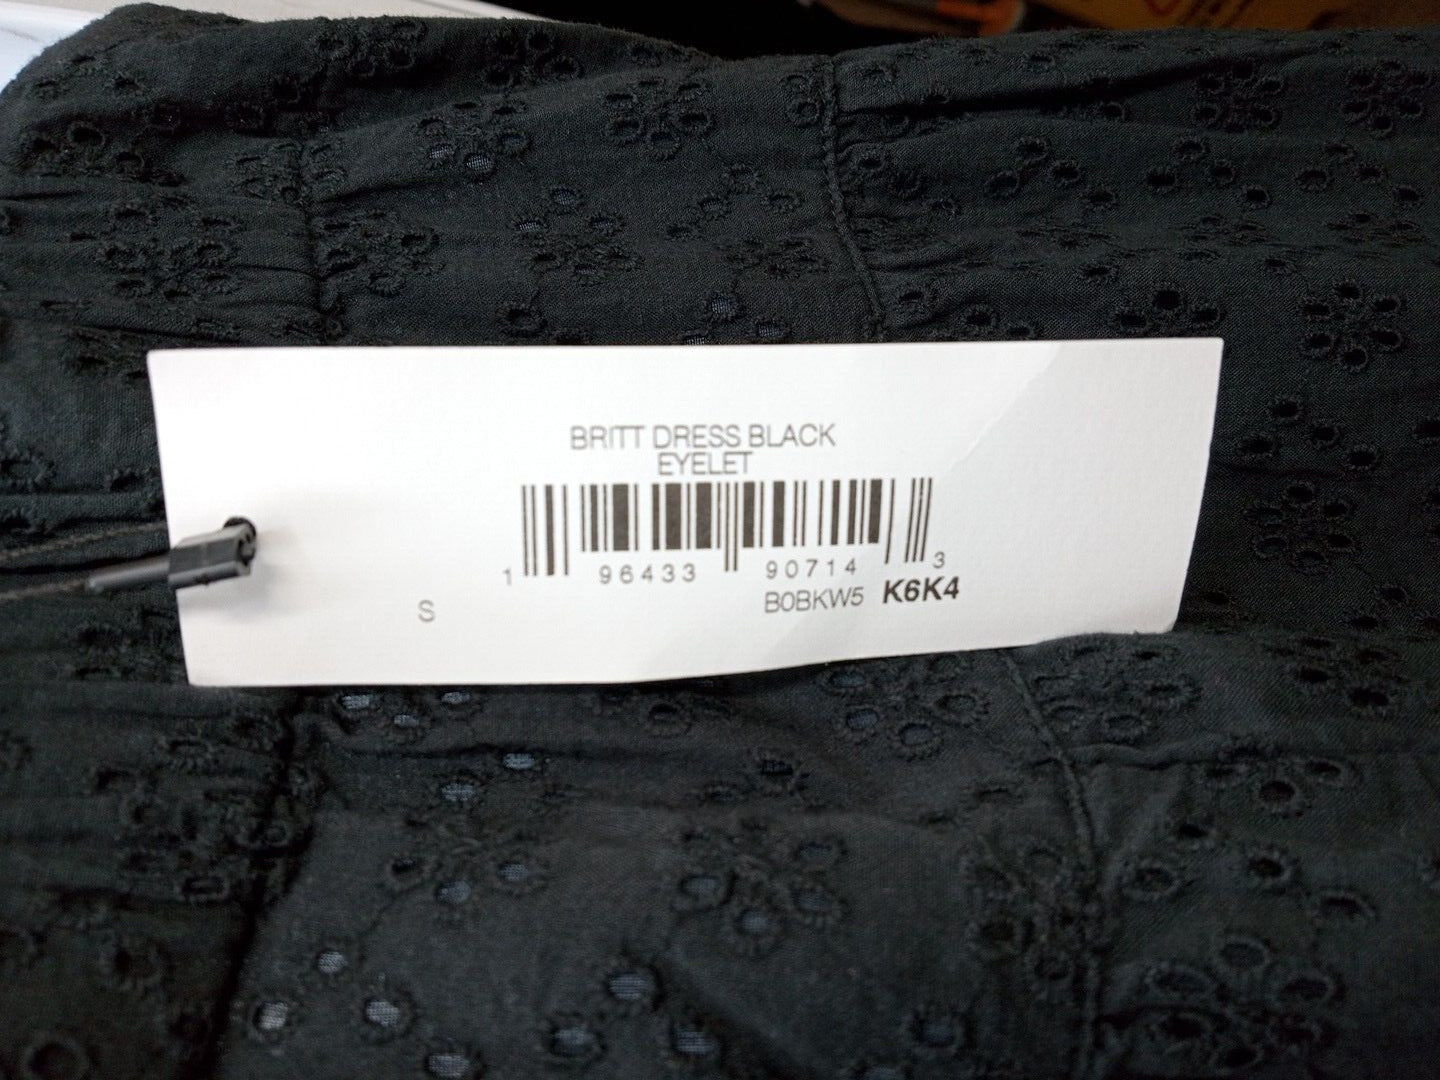 BRITT DRESS BLACK
EYELET
1 96433 90714 3
S B0BKW5 K6K4